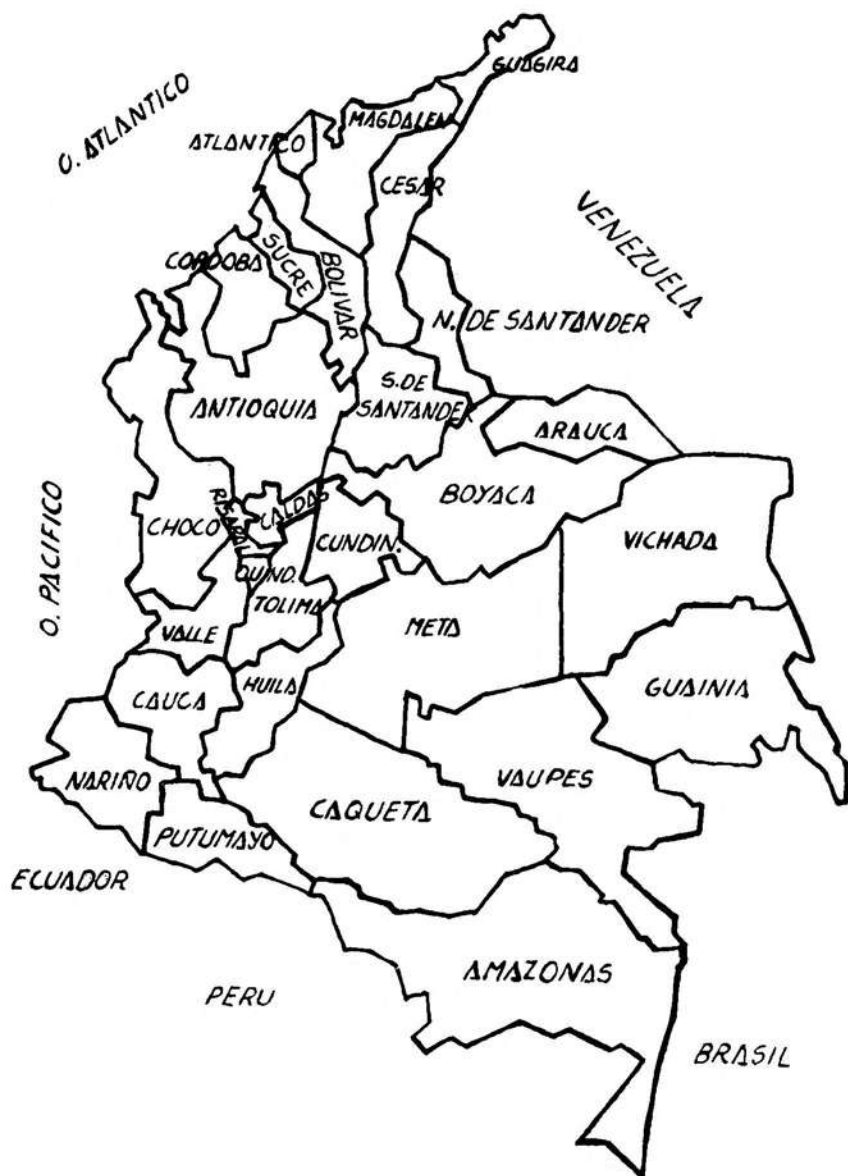 GUAGIRA
O. ATLANTICO
MAGDALEN
ATLANTICO
CESAR
VENEZUELA
SUCRE
CORDOBA
BOLIVAR
N. DE SANTANDER
S. DE
SANTANDER
ANTIOQUIA
ARAUCA
BOYACA
CALDAS
RISARAL
CHOCO
CUNDIN.
VICHADA
O. PACIFICO
QUIND.
TOLIMA
VALLE
META
HUILA
GUAINIA
CAUCA
NARIÑO
VAUPES
CAQUETA
PUTUMAYO
ECUADOR
AMAZONAS
PERU
BRASIL